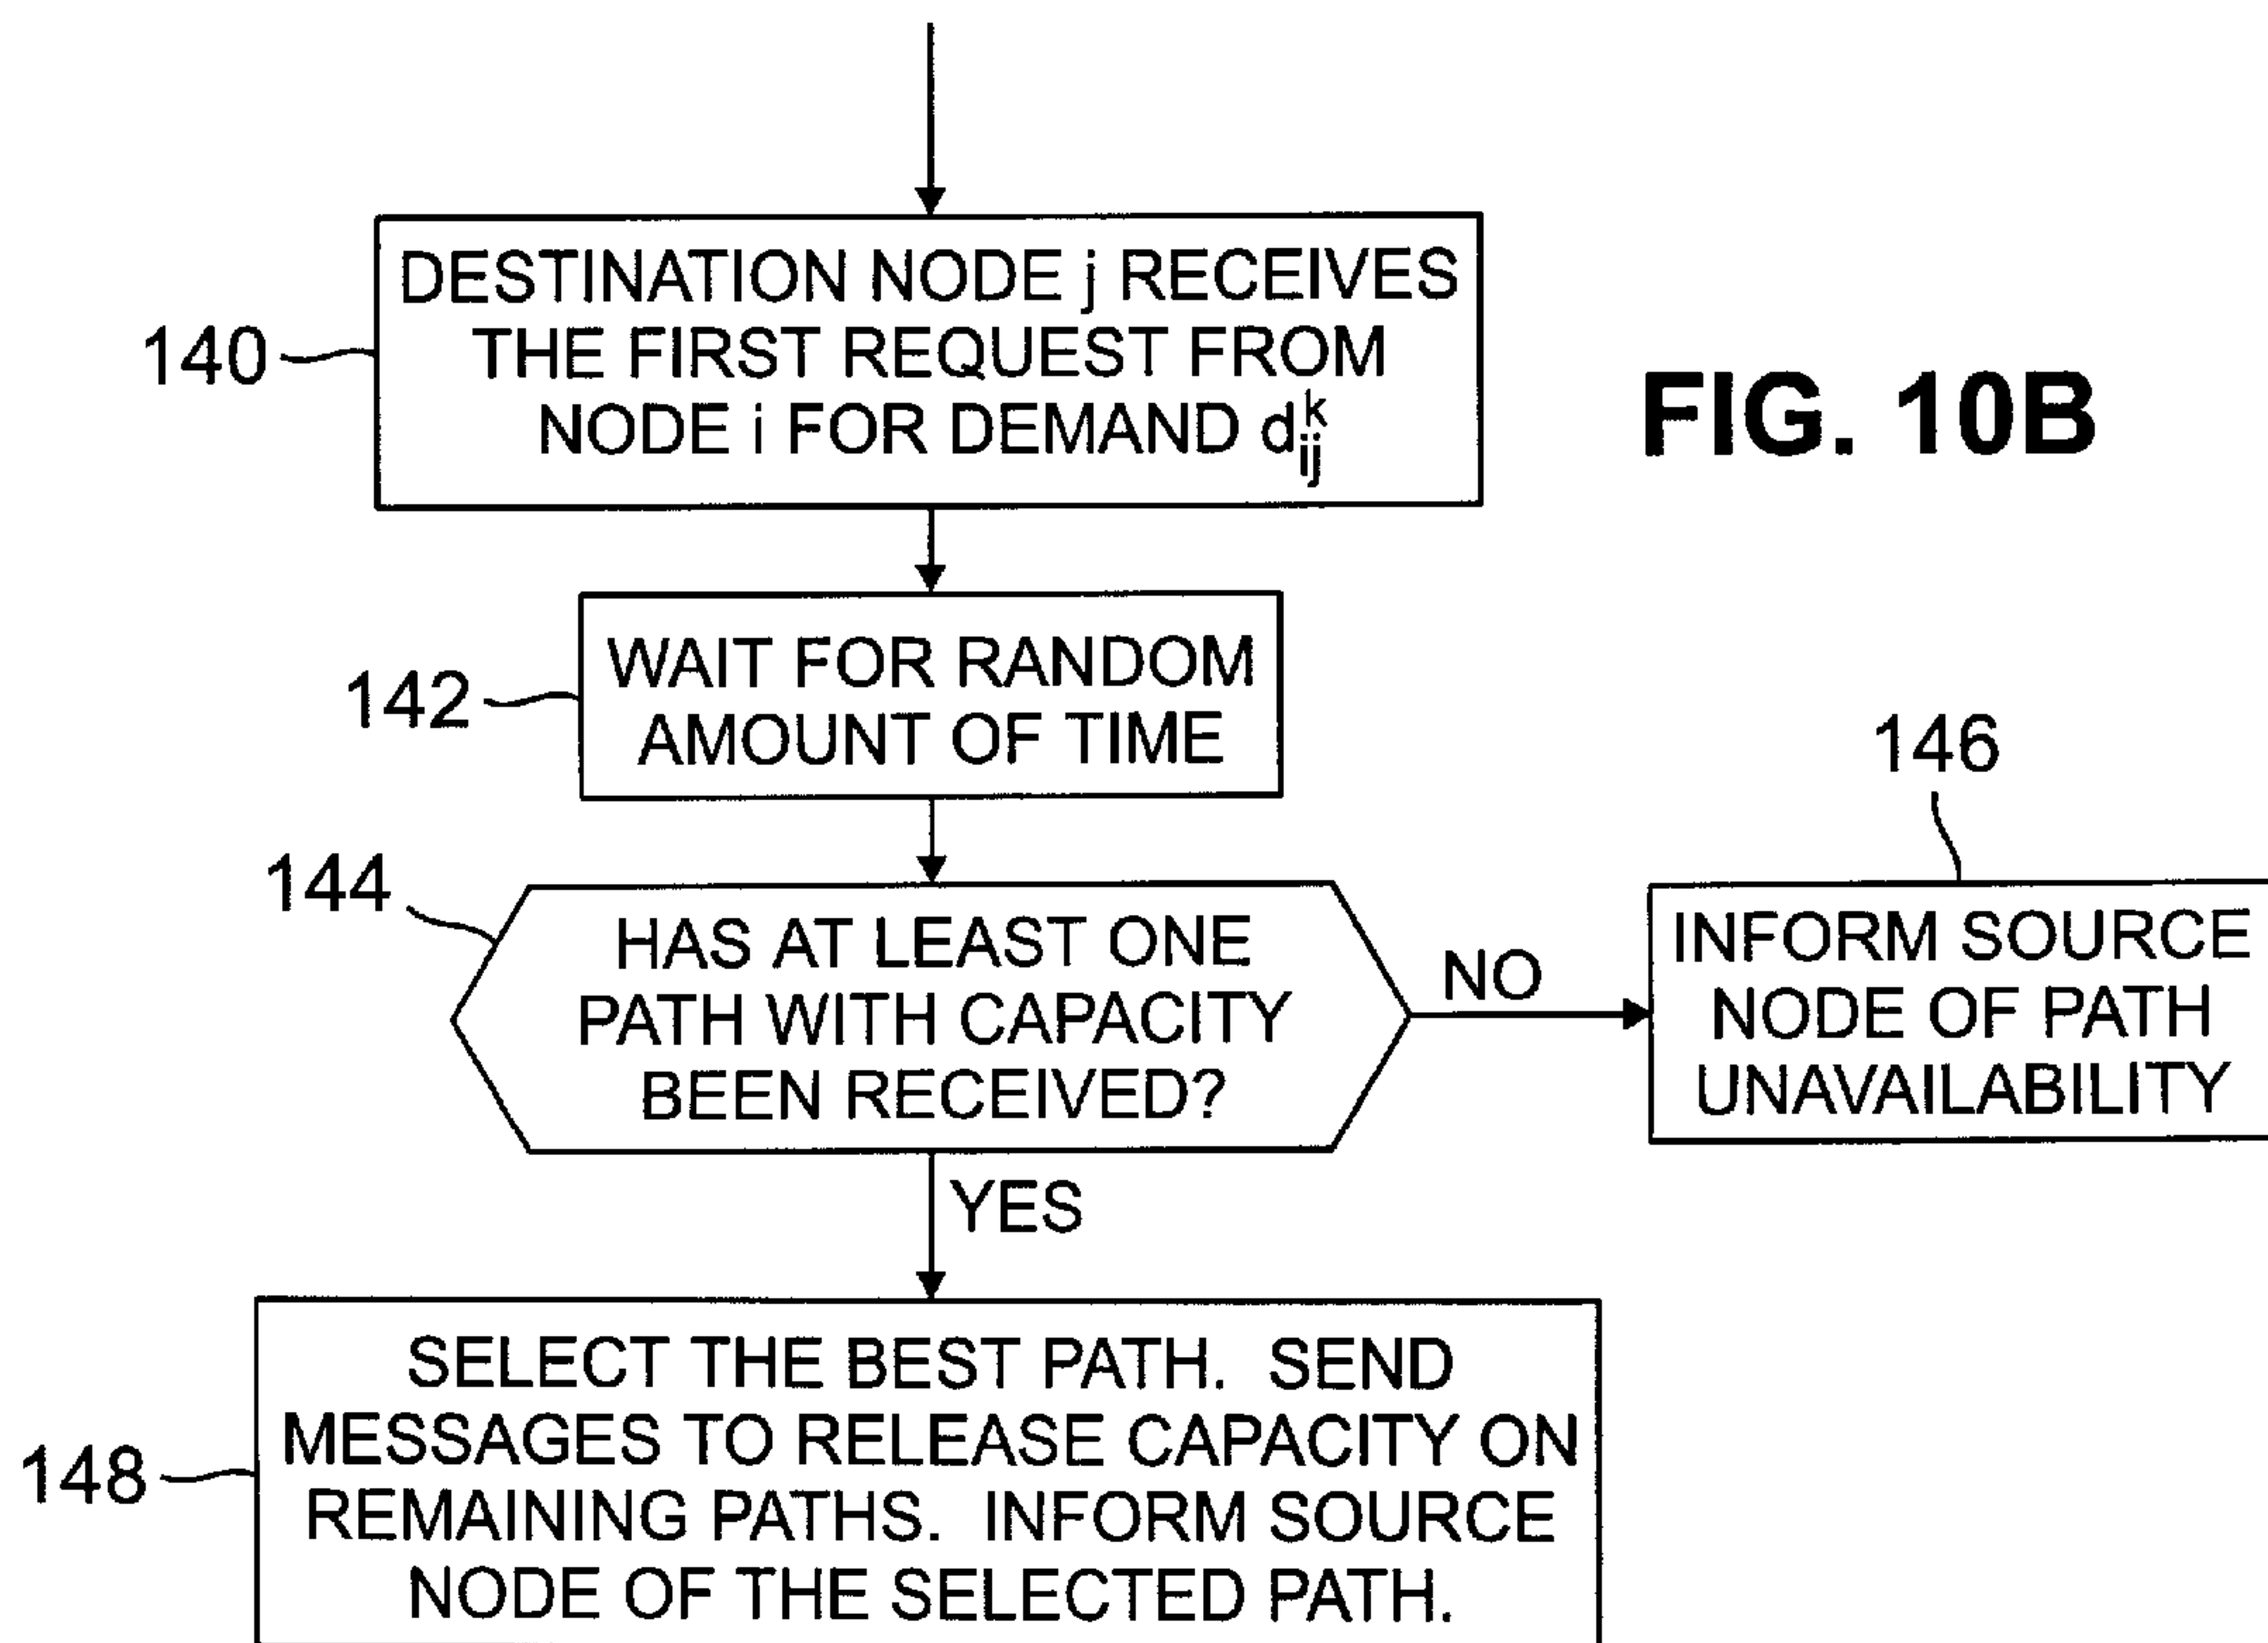 140
DESTINATION NODE j RECEIVES
THE FIRST REQUEST FROM
NODE i FOR DEMAND d_{ij}^{k}
FIG. 10B
142
WAIT FOR RANDOM
AMOUNT OF TIME
144
HAS AT LEAST ONE
PATH WITH CAPACITY
BEEN RECEIVED?
NO
146
INFORM SOURCE
NODE OF PATH
UNAVAILABILITY
YES
148
SELECT THE BEST PATH. SEND
MESSAGES TO RELEASE CAPACITY ON
REMAINING PATHS. INFORM SOURCE
NODE OF THE SELECTED PATH.